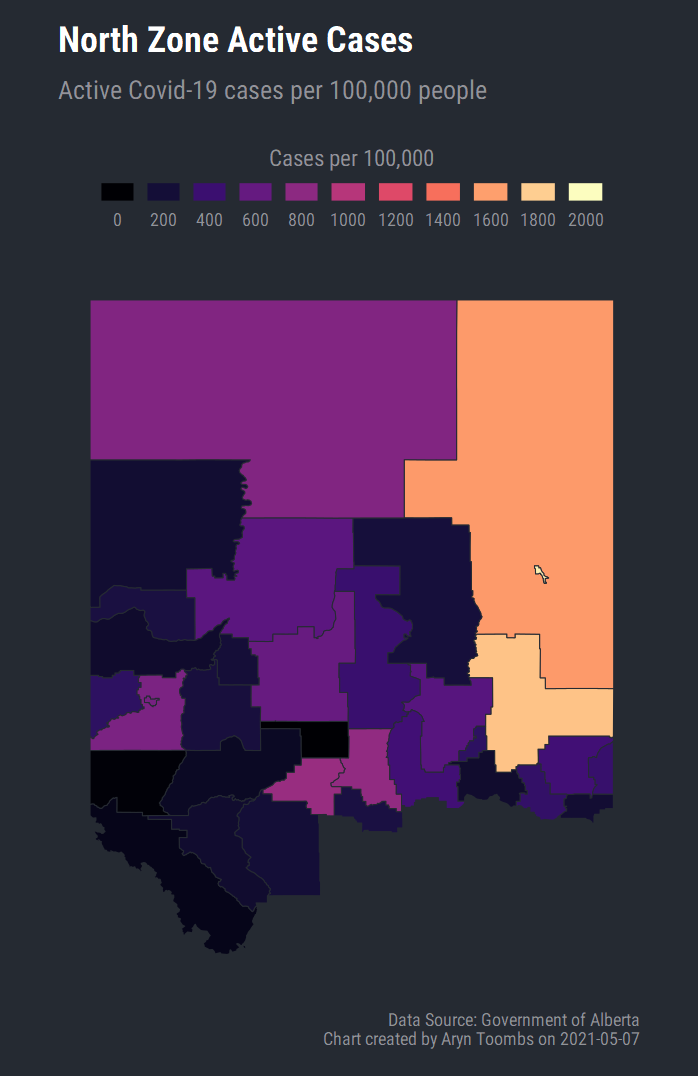 North Zone Active Cases
Active Covid-19 cases per 100,000 people
Cases per 100,000
0 200 400 600 800 1000 1200 1400 1600 1800 2000
Data Source: Government of Alberta
Chart created by Aryn Toombs on 2021-05-07